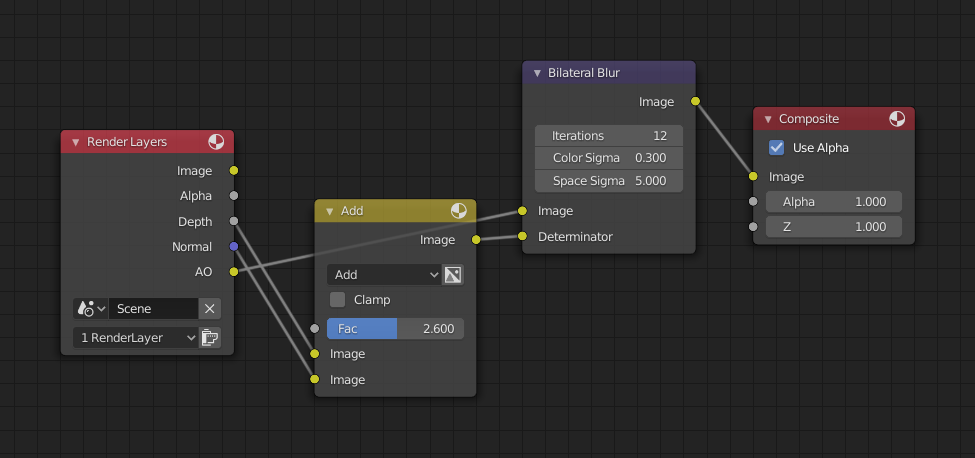 Render Layers
Image
Alpha
Depth
Normal
AO
Scene
1 RenderLayer
Add
Image
Add
Clamp
Fac 2.600
Image
Image
Bilateral Blur
Image
Iterations 12
Color Sigma 0.300
Space Sigma 5.000
Image
Determinator
Composite
Use Alpha
Image
Alpha 1.000
Z 1.000